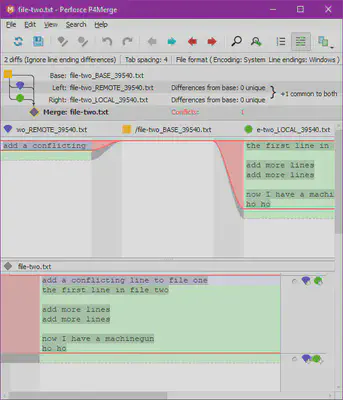 file-two.txt - Perforce P4Merge
File Edit View Search Help
2 diffs (Ignore line ending differences) Tab spacing: 4 File format ( Encoding: System Line endings: Windows )
Base: file-two_BASE_39540.txt
Left: file-two_REMOTE_39540.txt Differences from base: 0 unique
Right: file-two_LOCAL_39540.txt Differences from base: 0 unique
+1 common to both
Merge: file-two.txt Conflicts: 1
wo_REMOTE_39540.txt ./file-two_BASE_39540.txt e-two_LOCAL_39540.txt
add a conflicting
the first line in
add more lines
add more lines
now I have a machine
ho ho
file-two.txt
add a conflicting line to file one
the first line in file two
add more lines
add more lines
now I have a machinegun
ho ho